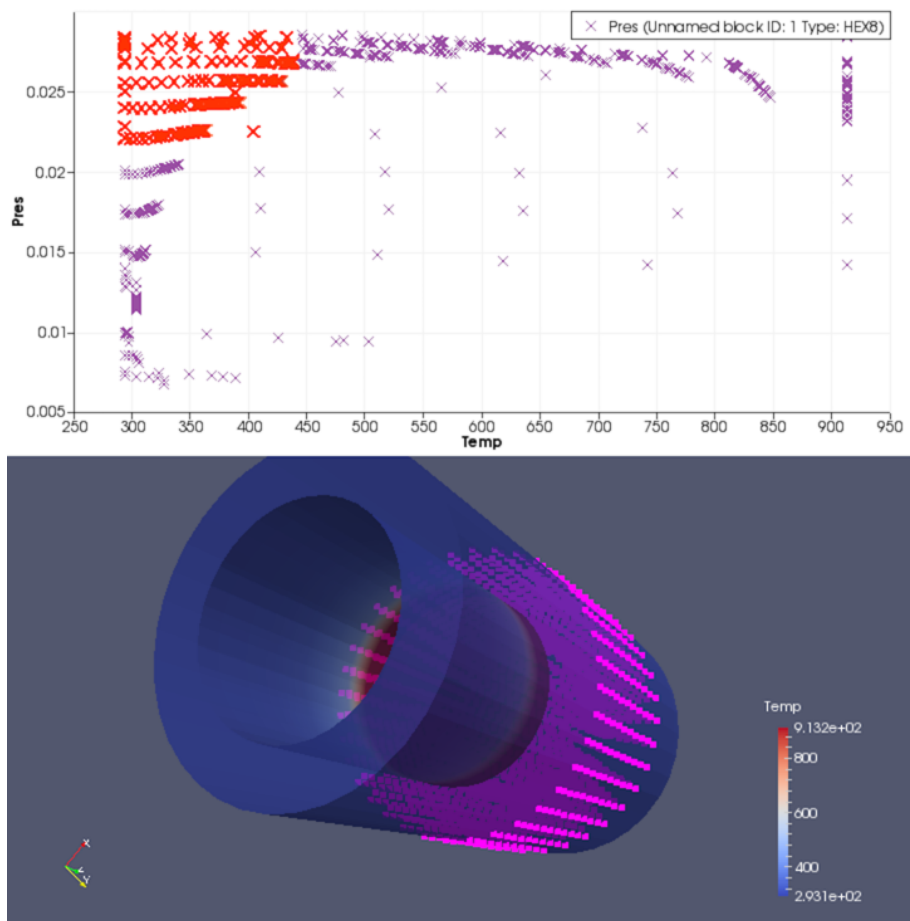 Pres (Unnamed block ID: 1 Type: HEX8)
0.025
0.02
Pres
0.015
0.01
0.005
250 300 350 400 450 500 550 600 650 700 750 800 850 900 950
Temp
Temp
9.132e+02
800
600
400
2.931e+02
X
Z
Y